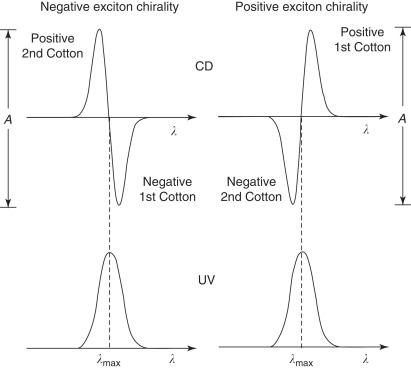 Negative exciton chirality
Positive exciton chirality
Positive
2nd Cotton
Positive
1st Cotton
CD
A
A
λ
λ
Negative
1st Cotton
Negative
2nd Cotton
UV
λmax
λ
λmax
λ